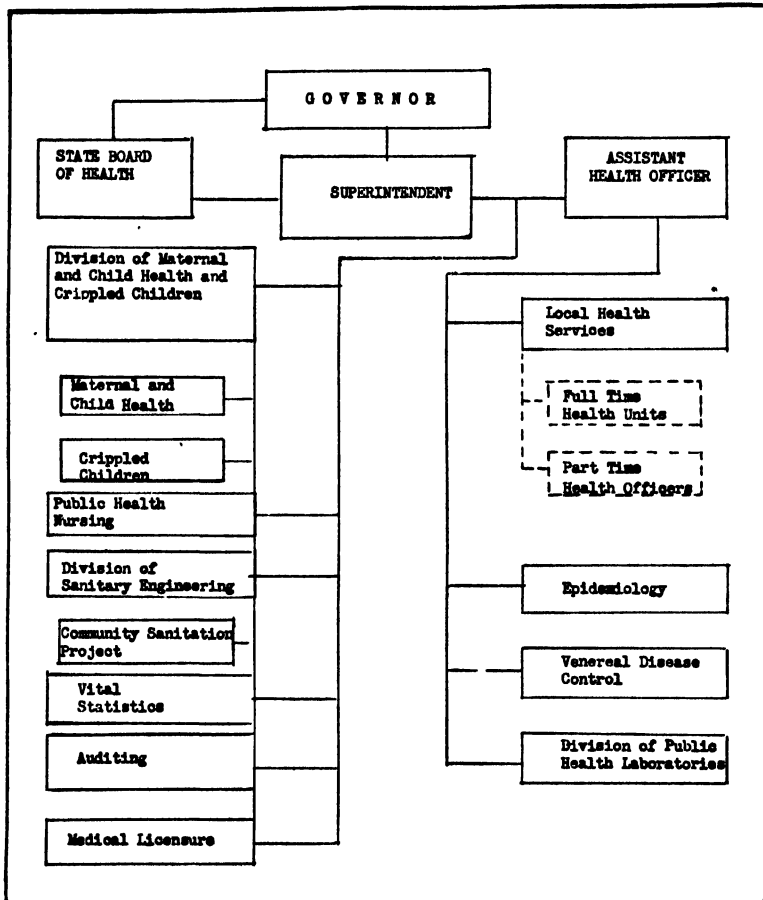 G O V E R N O R
STATE BOARD
OF HEALTH
SUPERINTENDENT
ASSISTANT
HEALTH OFFICER
Division of Maternal
and Child Health and
Crippled Children
Maternal and
Child Health
Crippled
Children
Public Health
Nursing
Division of
Sanitary Engineering
Community Sanitation
Project
Vital
Statistics
Auditing
Medical Licensure
Local Health
Services
Full Time
Health Units
Part Time
Health Officers
Epidemiology
Venereal Disease
Control
Division of Public
Health Laboratories